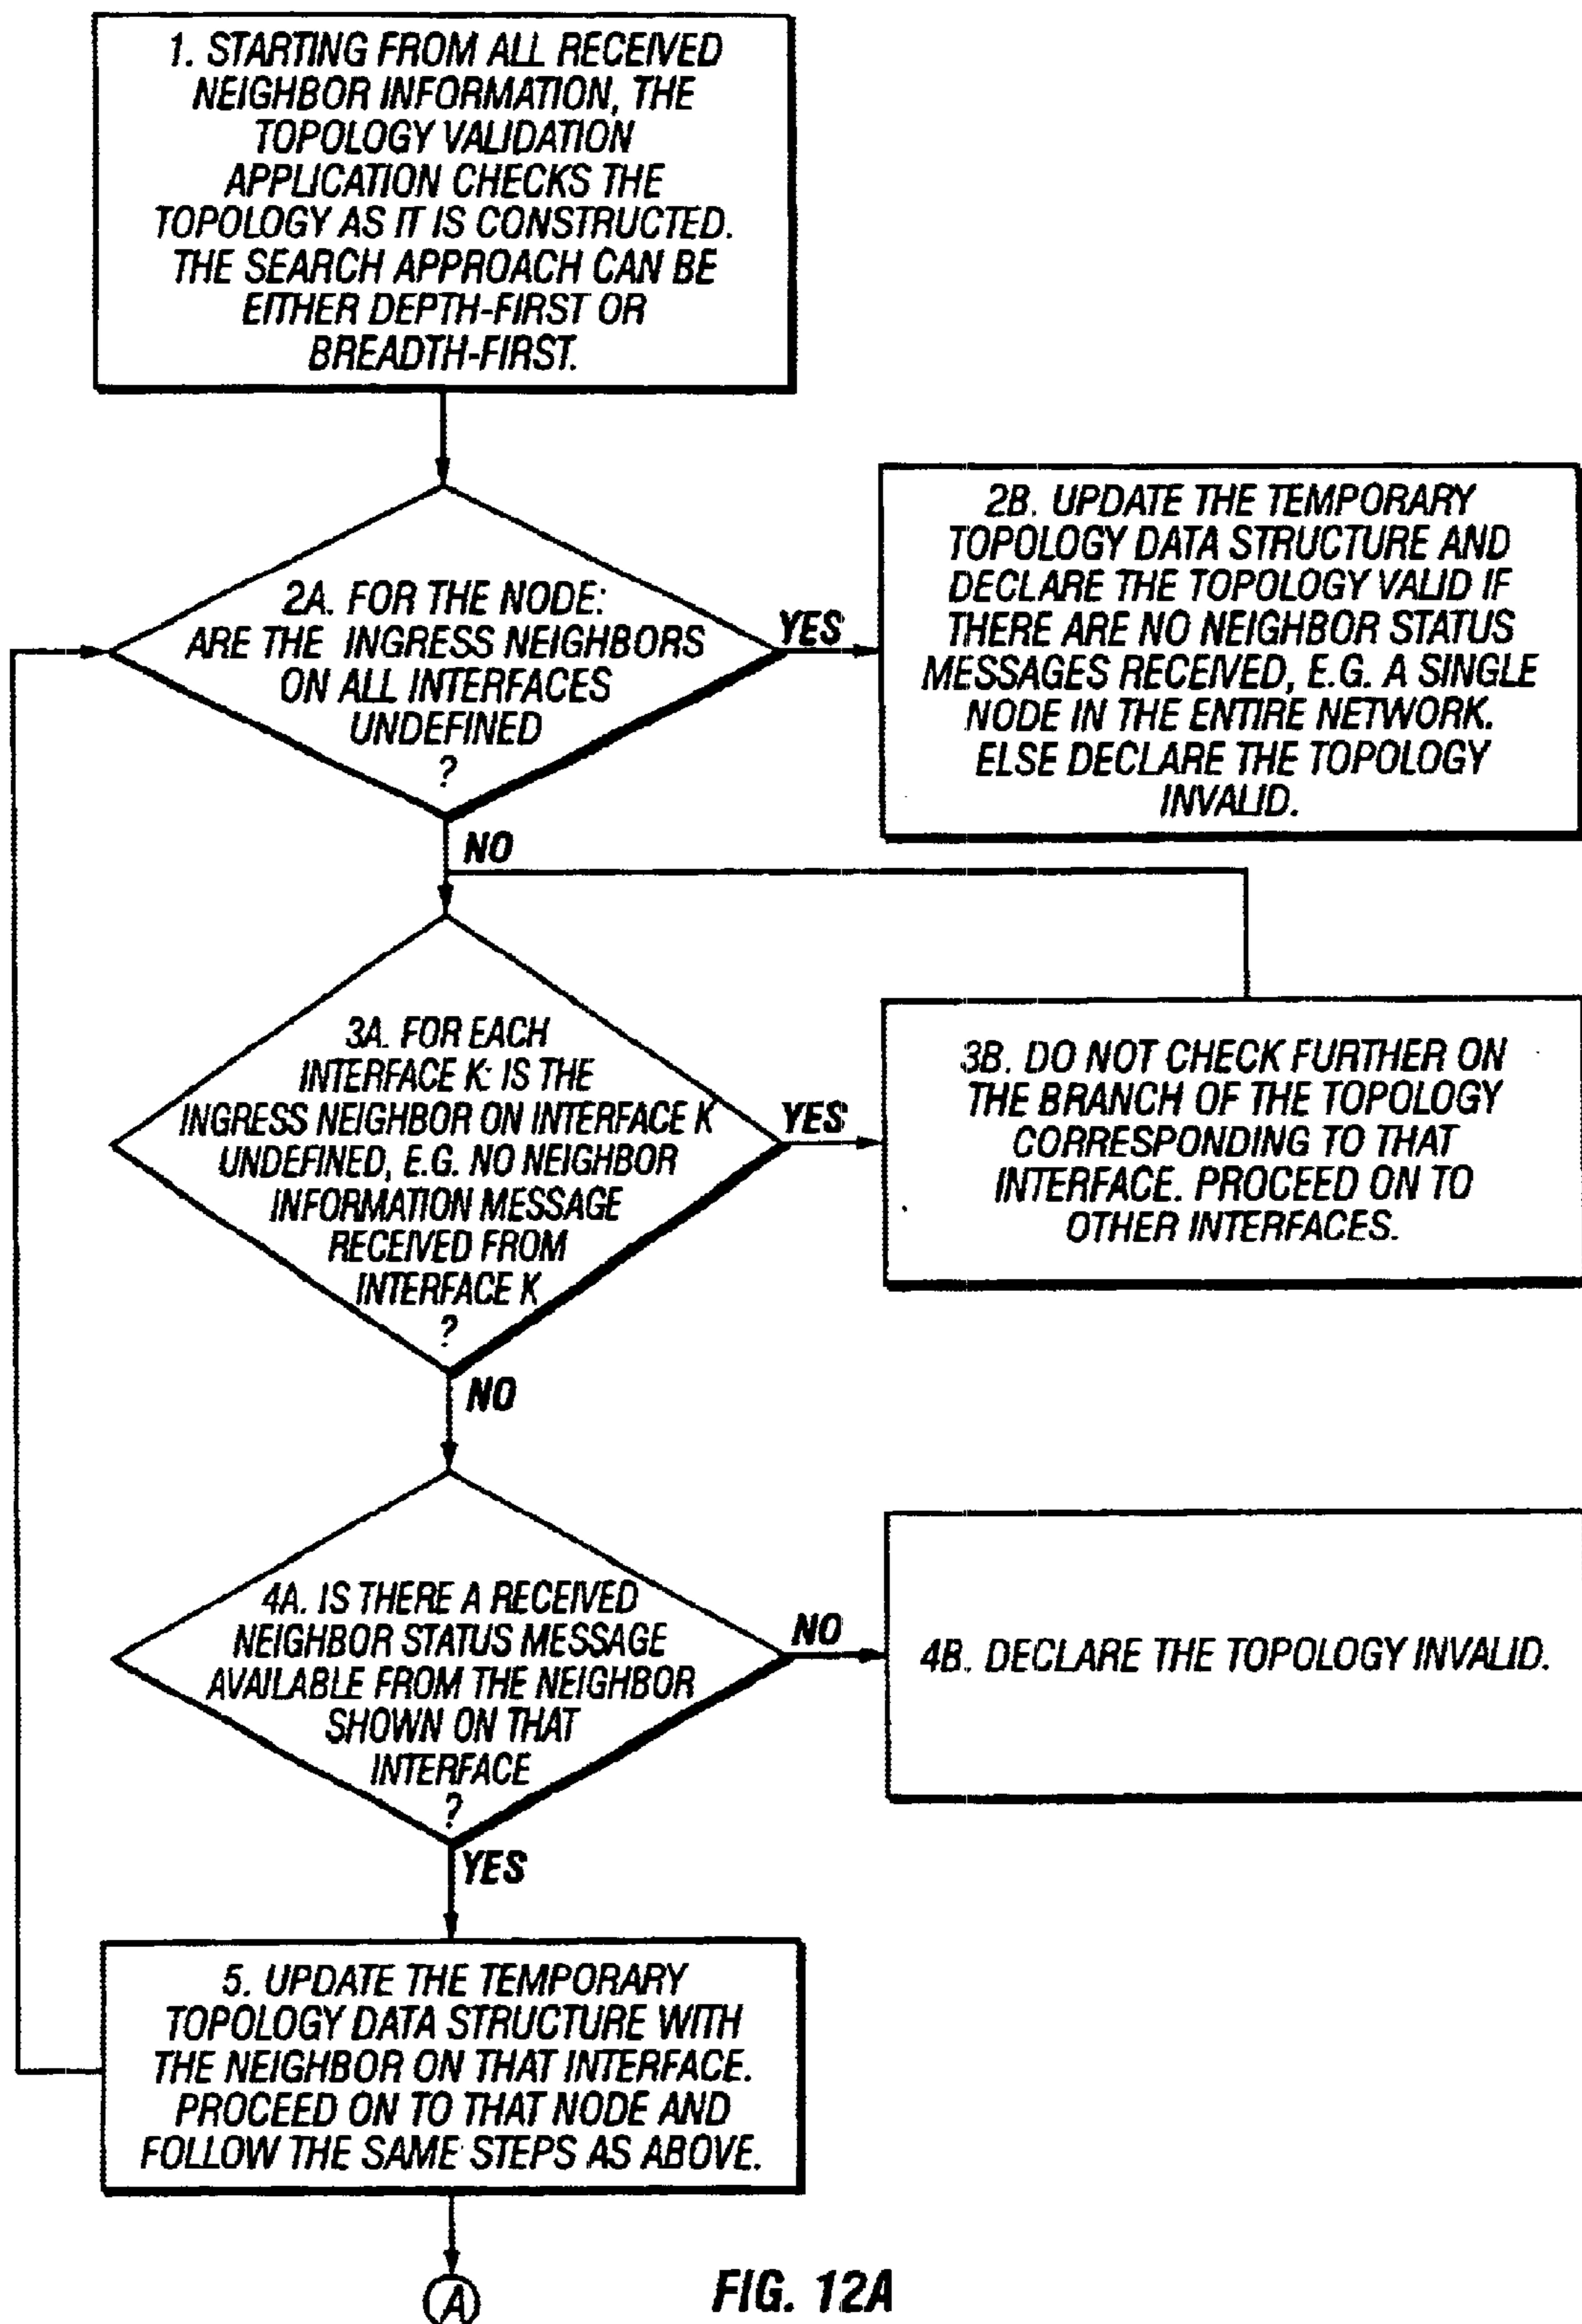 1. STARTING FROM ALL RECEIVED
NEIGHBOR INFORMATION, THE
TOPOLOGY VALIDATION
APPLICATION CHECKS THE
TOPOLOGY AS IT IS CONSTRUCTED.
THE SEARCH APPROACH CAN BE
EITHER DEPTH-FIRST OR
BREADTH-FIRST.
2A. FOR THE NODE:
ARE THE INGRESS NEIGHBORS
ON ALL INTERFACES
UNDEFINED
?
YES
2B. UPDATE THE TEMPORARY
TOPOLOGY DATA STRUCTURE AND
DECLARE THE TOPOLOGY VALID IF
THERE ARE NO NEIGHBOR STATUS
MESSAGES RECEIVED, E.G. A SINGLE
NODE IN THE ENTIRE NETWORK.
ELSE DECLARE THE TOPOLOGY
INVALID.
NO
3A. FOR EACH
INTERFACE K: IS THE
INGRESS NEIGHBOR ON INTERFACE K
UNDEFINED, E.G. NO NEIGHBOR
INFORMATION MESSAGE
RECEIVED FROM
INTERFACE K
?
YES
3B. DO NOT CHECK FURTHER ON
THE BRANCH OF THE TOPOLOGY
CORRESPONDING TO THAT
INTERFACE. PROCEED ON TO
OTHER INTERFACES.
NO
4A. IS THERE A RECEIVED
NEIGHBOR STATUS MESSAGE
AVAILABLE FROM THE NEIGHBOR
SHOWN ON THAT
INTERFACE
?
NO
4B. DECLARE THE TOPOLOGY INVALID.
YES
5. UPDATE THE TEMPORARY
TOPOLOGY DATA STRUCTURE WITH
THE NEIGHBOR ON THAT INTERFACE.
PROCEED ON TO THAT NODE AND
FOLLOW THE SAME STEPS AS ABOVE.
A
FIG. 12A